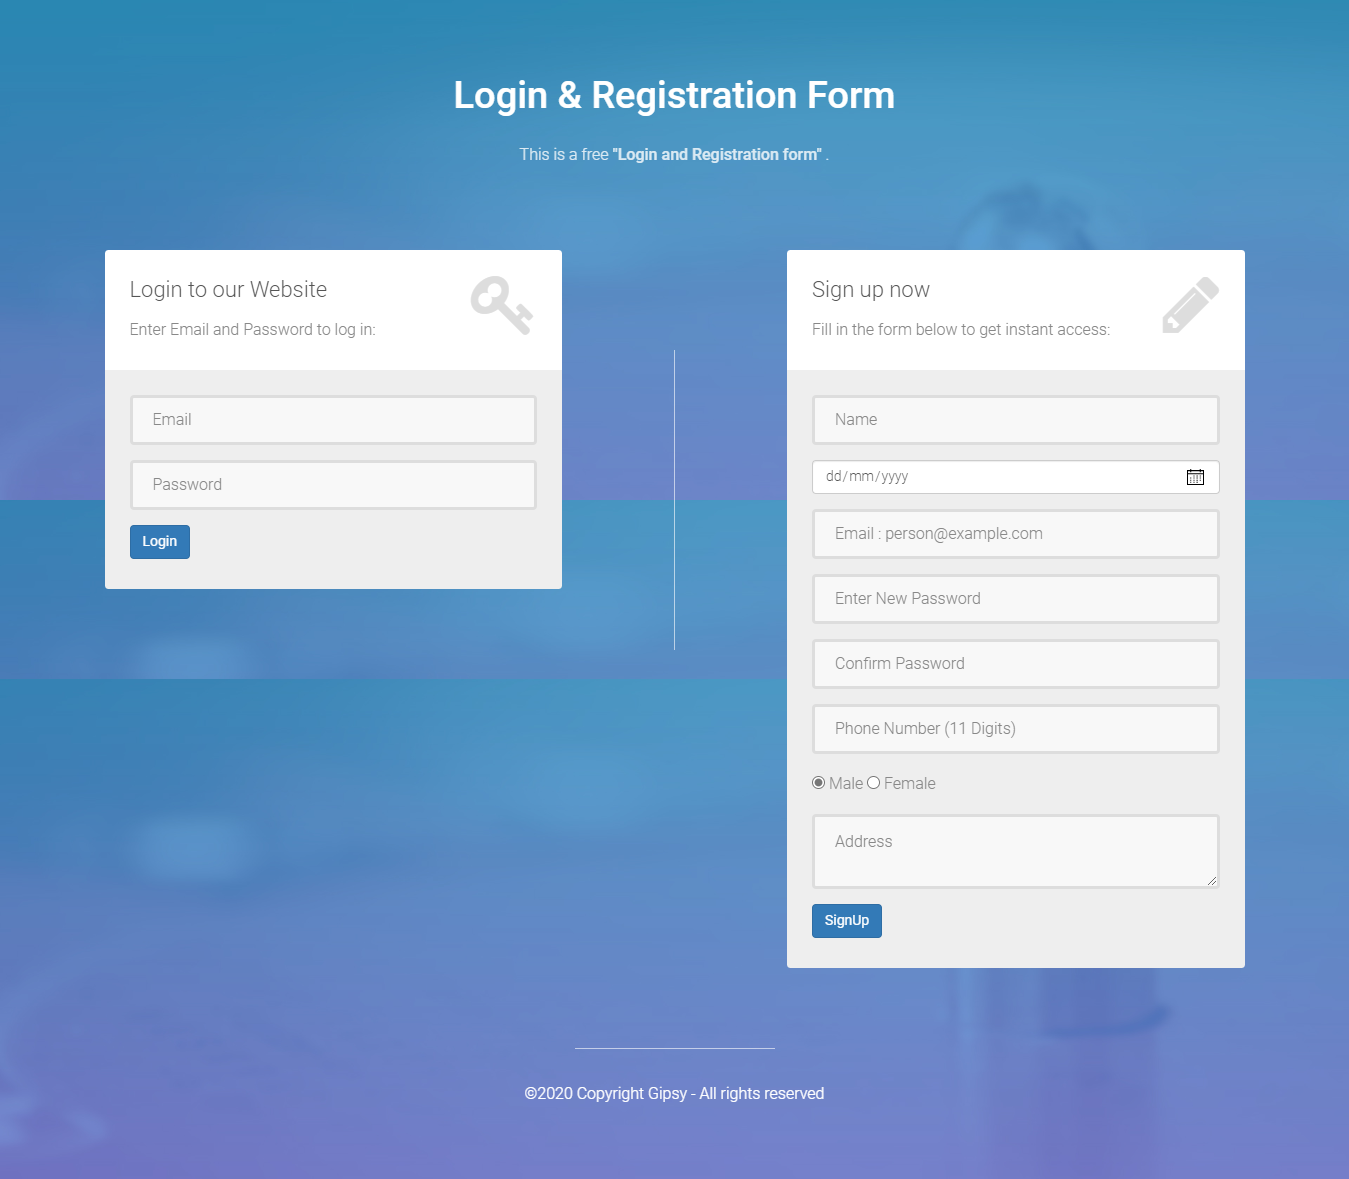 Login & Registration Form
This is a free "Login and Registration form" .
Login to our Website
Enter Email and Password to log in:
Email
Password
Login
Sign up now
Fill in the form below to get instant access:
Name
dd/mm/yyyy
Email : person@example.com
Enter New Password
Confirm Password
Phone Number (11 Digits)
Male Female
Address
SignUp
©2020 Copyright Gipsy - All rights reserved